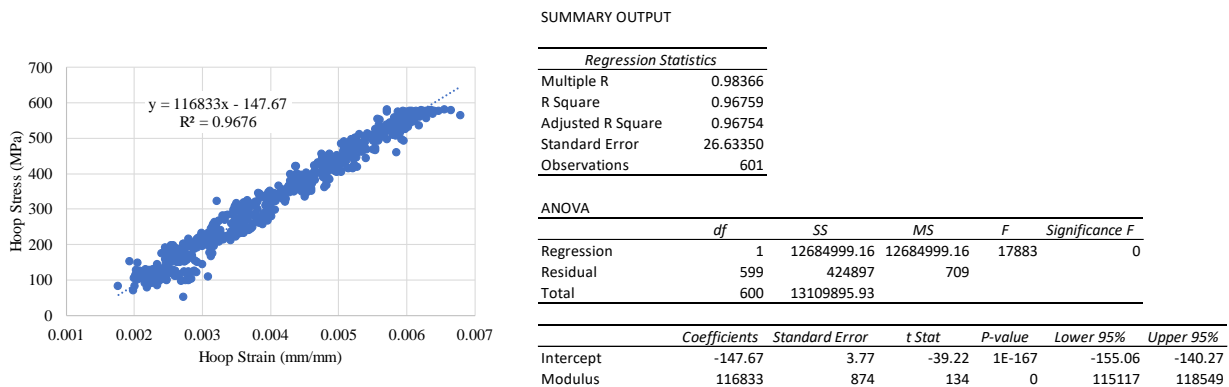 700
600
500
400
300
200
100
0
0.001 0.002 0.003 0.004 0.005 0.006 0.007
Hoop Stress (MPa)
Hoop Strain (mm/mm)
y = 116833x - 147.67
R² = 0.9676
SUMMARY OUTPUT
Regression Statistics
Multiple R 0.98366
R Square 0.96759
Adjusted R Square 0.96754
Standard Error 26.63350
Observations 601
ANOVA
df SS MS F Significance F
Regression 1 12684999.16 12684999.16 17883 0
Residual 599 424897 709
Total 600 13109895.93
Coefficients Standard Error t Stat P-value Lower 95% Upper 95%
Intercept -147.67 3.77 -39.22 1E-167 -155.06 -140.27
Modulus 116833 874 134 0 115117 118549